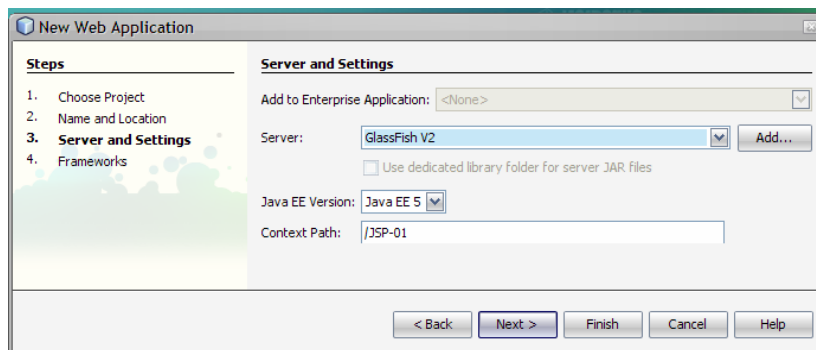 New Web Application
Steps
1. Choose Project
2. Name and Location
3. Server and Settings
4. Frameworks
Server and Settings
Add to Enterprise Application: <None>
Server: GlassFish V2 Add...
Use dedicated library folder for server JAR files
Java EE Version: Java EE 5
Context Path: /JSP-01
< Back Next > Finish Cancel Help